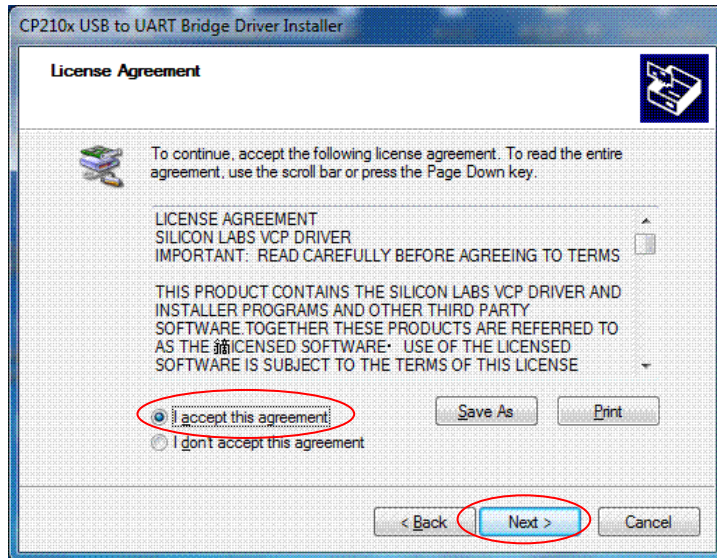 CP210x USB to UART Bridge Driver Installer
License Agreement
To continue, accept the following license agreement. To read the entire
agreement, use the scroll bar or press the Page Down key.
LICENSE AGREEMENT
SILICON LABS VCP DRIVER
IMPORTANT: READ CAREFULLY BEFORE AGREEING TO TERMS
THIS PRODUCT CONTAINS THE SILICON LABS VCP DRIVER AND
INSTALLER PROGRAMS AND OTHER THIRD PARTY
SOFTWARE.TOGETHER THESE PRODUCTS ARE REFERRED TO
AS THE 鍗ICENSED SOFTWARE· USE OF THE LICENSED
SOFTWARE IS SUBJECT TO THE TERMS OF THIS LICENSE
I accept this agreement
Save As
Print
I don't accept this agreement
< Back
Next >
Cancel